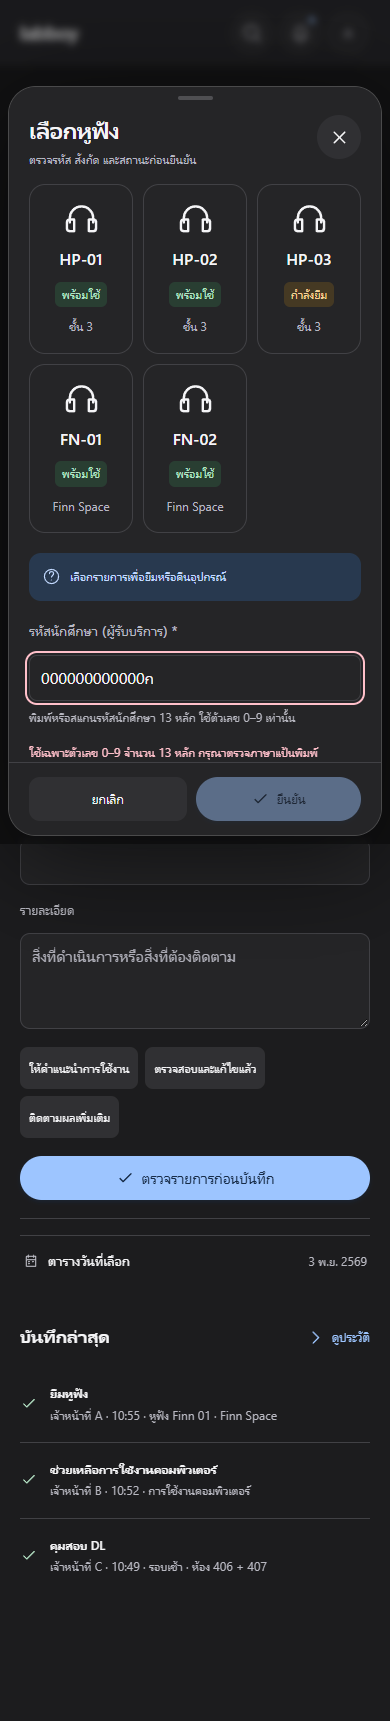 เลือกหูฟัง
ตรวจรหัส สังกัด และสถานะก่อนยืนยัน
HP-01
HP-02
HP-03
พร้อมใช้
พร้อมใช้
กำลังยืม
ชั้น 3
ชั้น 3
ชั้น 3
FN-01
FN-02
พร้อมใช้
พร้อมใช้
Finn Space
Finn Space
เลือกรายการเพื่อยืมหรือคืนอุปกรณ์
รหัสนักศึกษา (ผู้รับบริการ) *
000000000000ก
พิมพ์หรือสแกนรหัสนักศึกษา 13 หลัก ใช้ตัวเลข 0–9 เท่านั้น
ใช้เฉพาะตัวเลข 0–9 จำนวน 13 หลัก กรุณาตรวจภาษาแป้นพิมพ์
ยกเลิก
ยืนยัน
รายละเอียด
สิ่งที่ดำเนินการหรือสิ่งที่ต้องติดตาม
ให้คำแนะนำการใช้งาน
ตรวจสอบและแก้ไขแล้ว
ติดตามผลเพิ่มเติม
ตรวจรายการก่อนบันทึก
ตารางวันที่เลือก
3 พ.ย. 2569
บันทึกล่าสุด
ดูประวัติ
ยืมหูฟัง
เจ้าหน้าที่ A · 10:55 · หูฟัง Finn 01 · Finn Space
ช่วยเหลือการใช้งานคอมพิวเตอร์
เจ้าหน้าที่ B · 10:52 · การใช้งานคอมพิวเตอร์
คุมสอบ DL
เจ้าหน้าที่ C · 10:49 · รอบเช้า · ห้อง 406 + 407